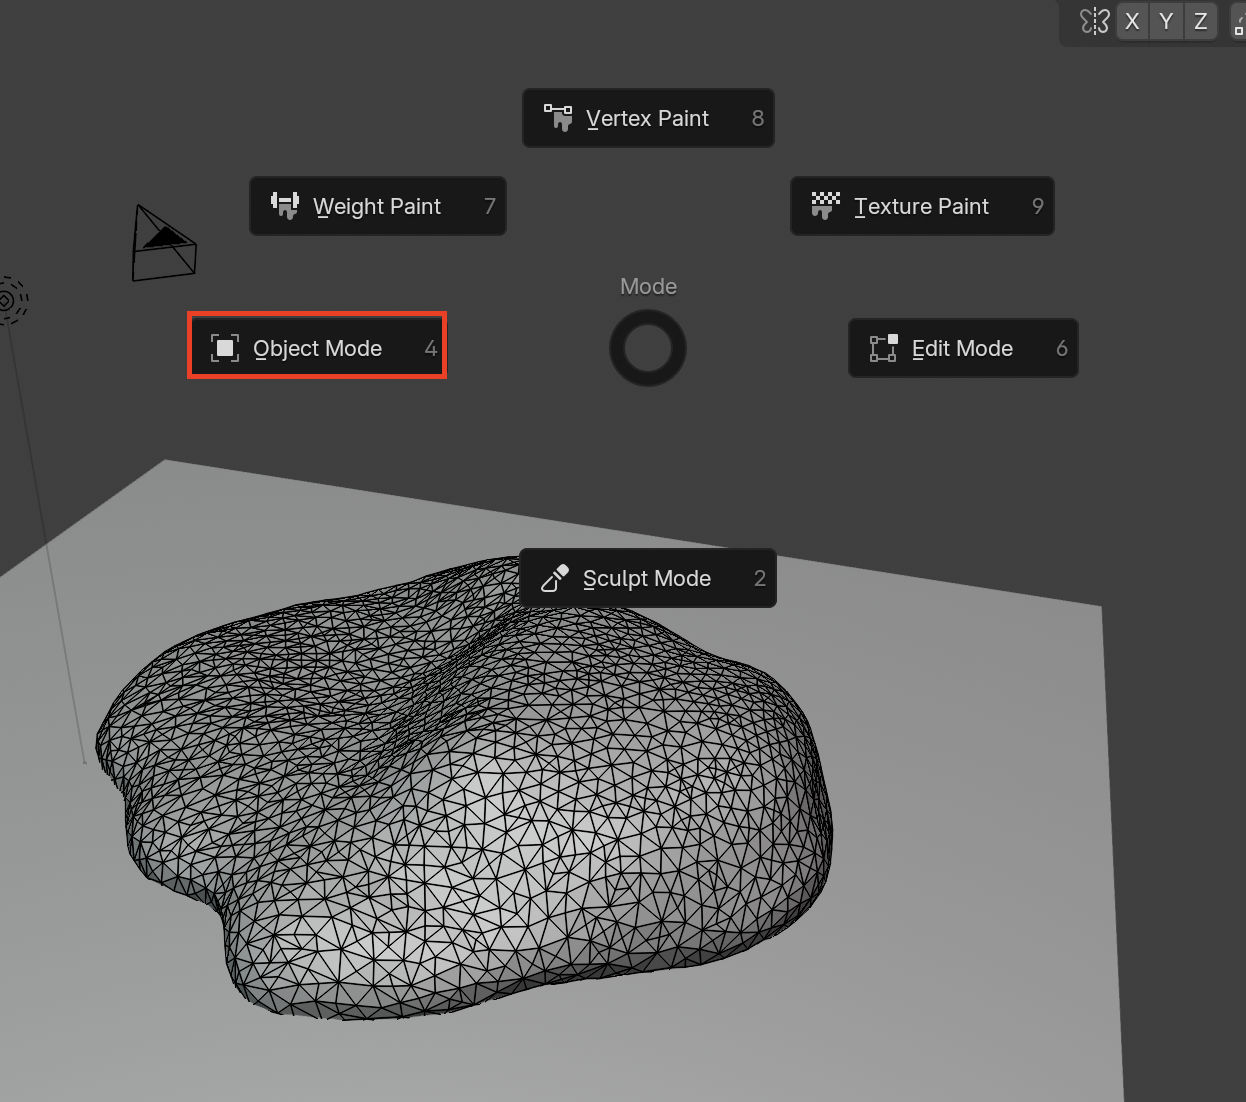 X Y Z
Vertex Paint 8
Weight Paint 7
Texture Paint 9
Mode
Object Mode 4
Edit Mode 6
Sculpt Mode 2